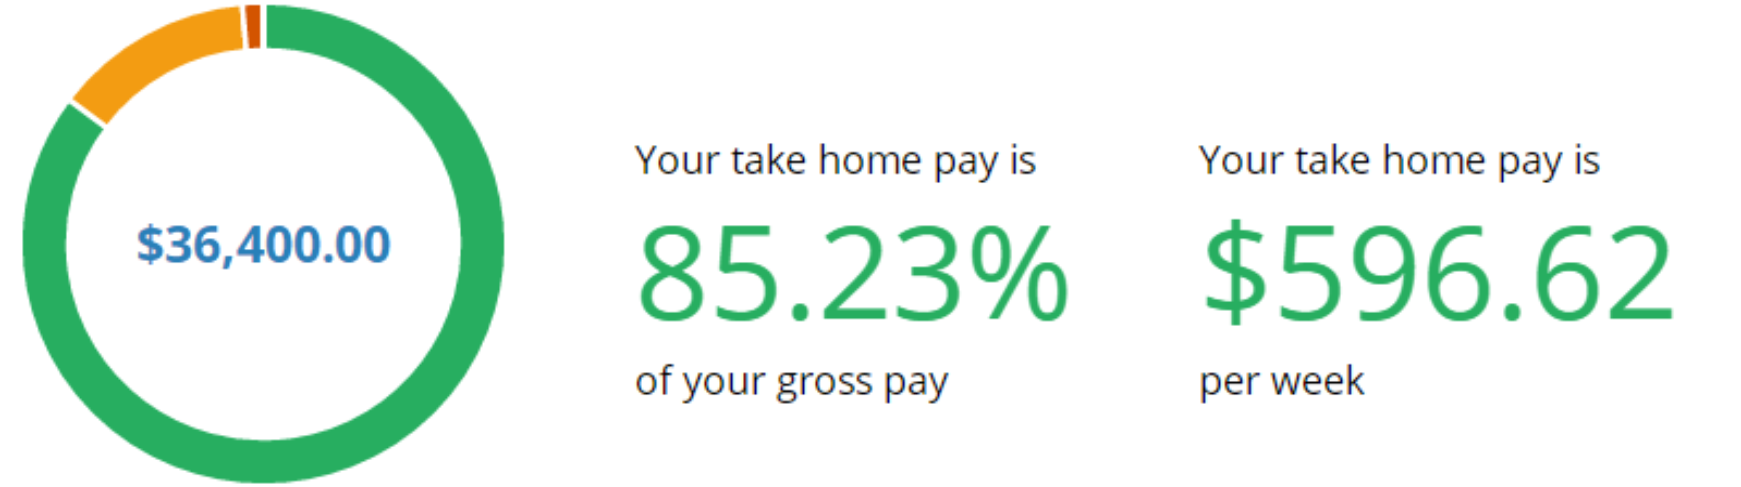 $36,400.00
Your take home pay is
85.23%
of your gross pay
Your take home pay is
$596.62
per week